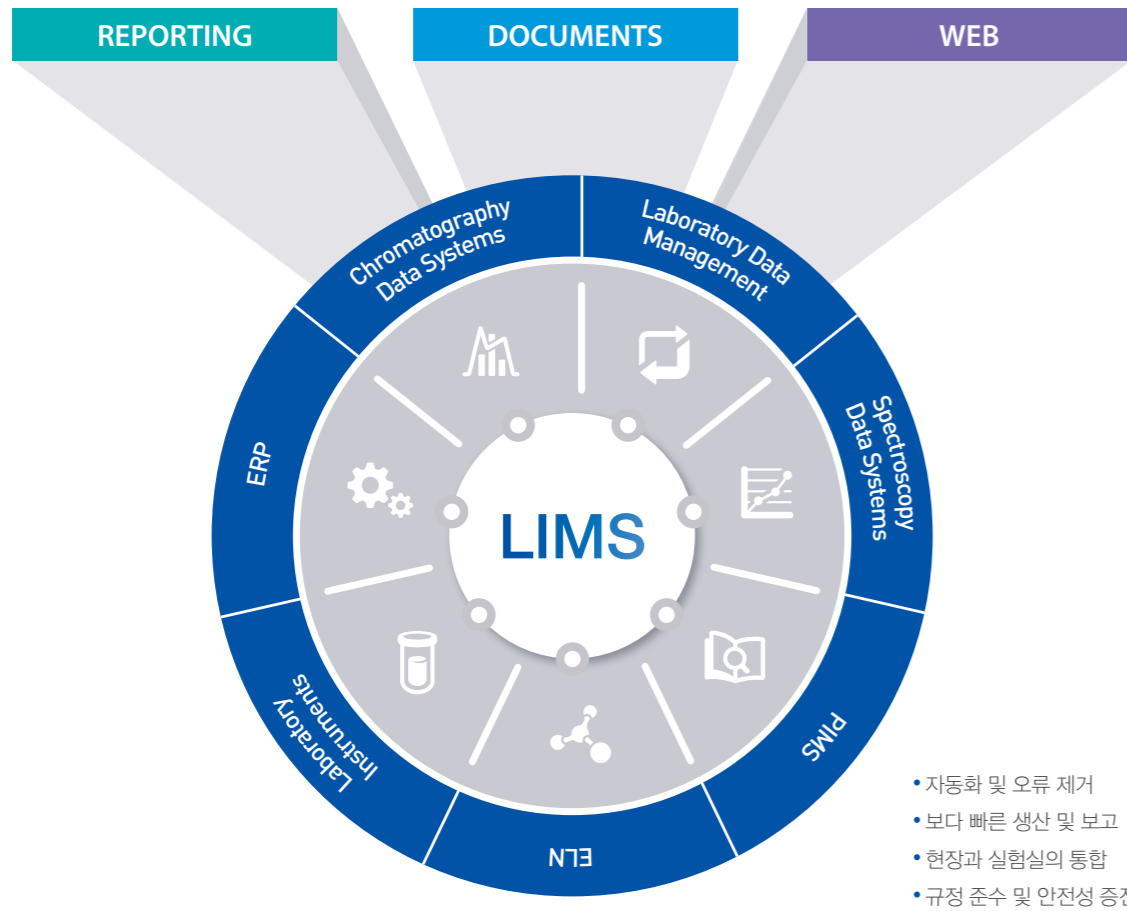 REPORTING
DOCUMENTS
WEB
Chromatography
Data Systems
Laboratory Data
Management
Spectroscopy
Data Systems
PIMS
ELN
Laboratory
Instruments
ERP
LIMS
• 자동화 및 오류 제거
• 보다 빠른 생산 및 보고
• 현장과 실험실의 통합
• 규정 준수 및 안전성 증진